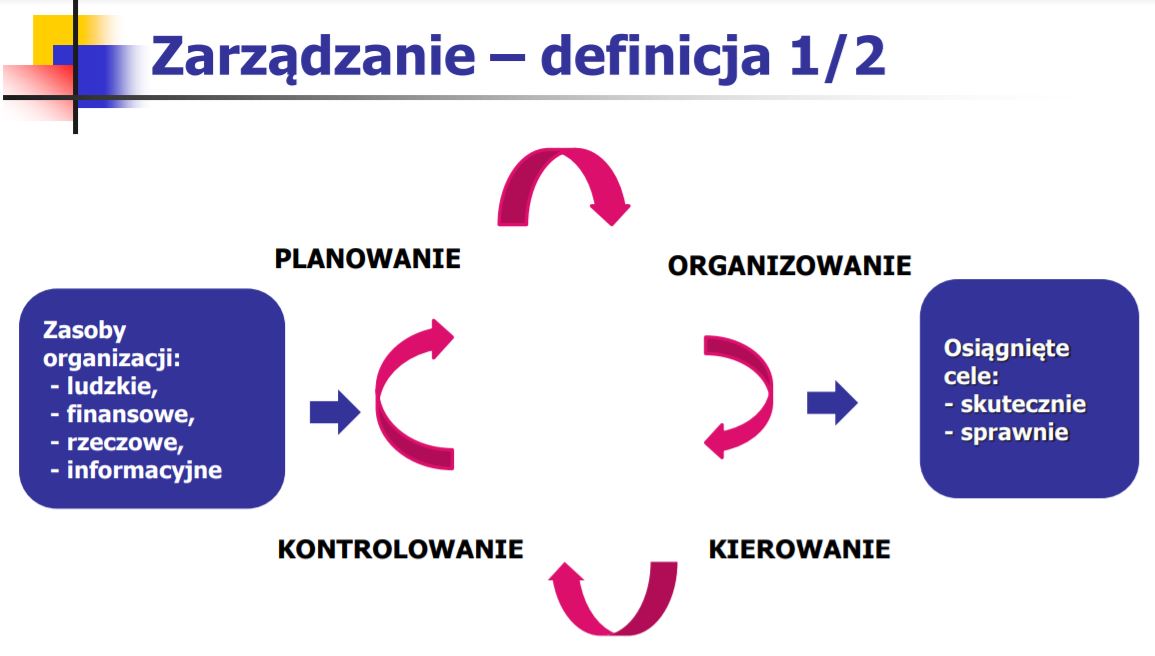 Zarządzanie – definicja 1/2
PLANOWANIE
ORGANIZOWANIE
Zasoby
organizacji:
- ludzkie,
- finansowe,
- rzeczowe,
- informacyjne
Osiągnięte
cele:
- skutecznie
- sprawnie
KONTROLOWANIE
KIEROWANIE